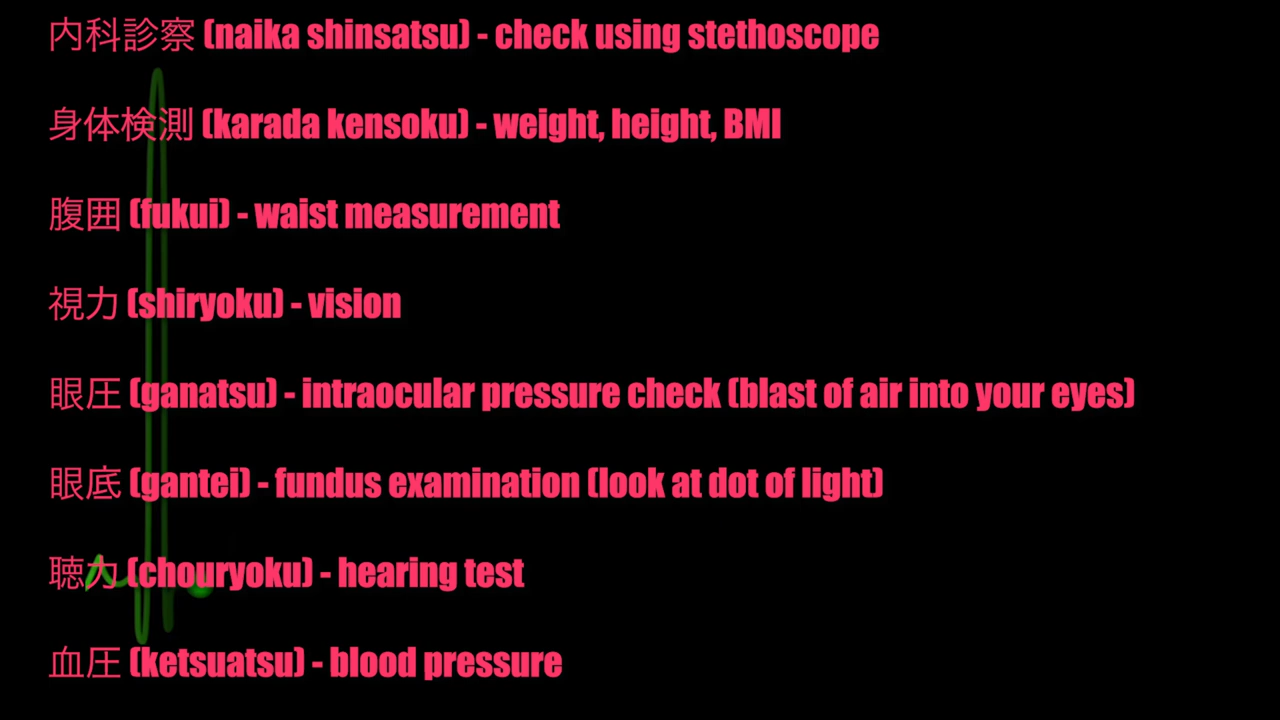 内科診察 (naika shinsatsu) - check using stethoscope
身体検測 (karada kensoku) - weight, height, BMI
腹囲 (fukui) - waist measurement
視力 (shiryoku) - vision
眼圧 (ganatsu) - intraocular pressure check (blast of air into your eyes)
眼底 (gantei) - fundus examination (look at dot of light)
聴力 (chouryoku) - hearing test
血圧 (ketsuatsu) - blood pressure